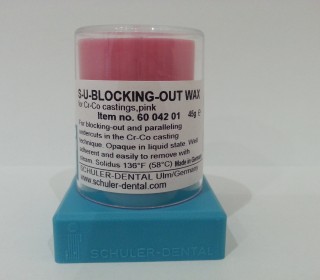 S-U-BLOCKING-OUT WAX
for Cr-Co castings,pink
Item no. 60 042 01 45g e
For blocking-out and paralleling
undercuts in the Cr-Co casting
technique. Opaque in liquid state. Well
adherent and easily to remove with
steam. Solidus 136°F (58°C) Made in Germany
SCHULER-DENTAL Ulm/Germany
www.schuler-dental.com
SCHULER-DENTAL